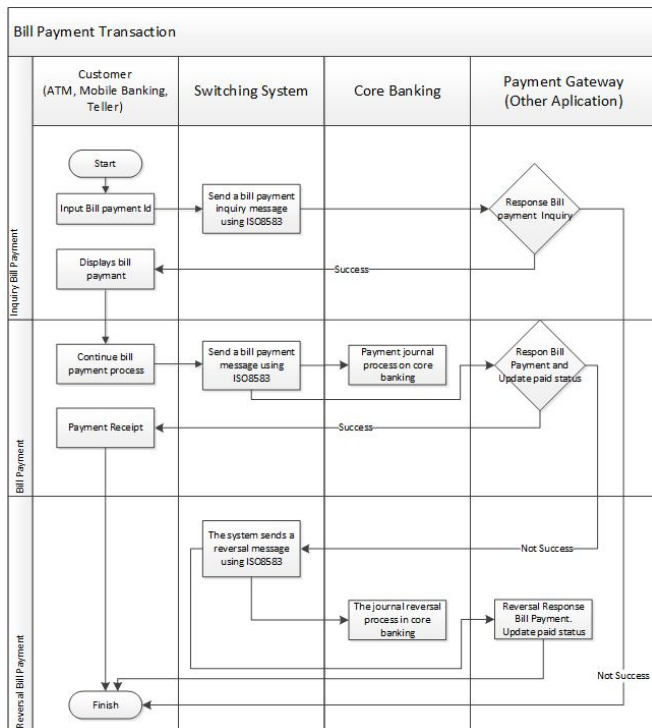 Bill Payment Transaction
Customer
(ATM, Mobile Banking,
Teller)
Switching System
Core Banking
Payment Gateway
(Other Aplication)
Inquiry Bill Payment
Start
Input Bill payment Id
Send a bill payment
inquiry message
using ISO8583
Response Bill
payment Inquiry
Displays bill
paymant
Success
Bill Payment
Continue bill
payment process
Send a bill payment
message using
ISO8583
Payment journal
process on core
banking
Respon Bill
Payment and
Update paid status
Payment Receipt
Success
Reversal Bill Payment
The system sends a
reversal message
using ISO8583
Not Success
The journal reversal
process in core
banking
Reversal Response
Bill Payment.
Update paid status
Not Success
Finish